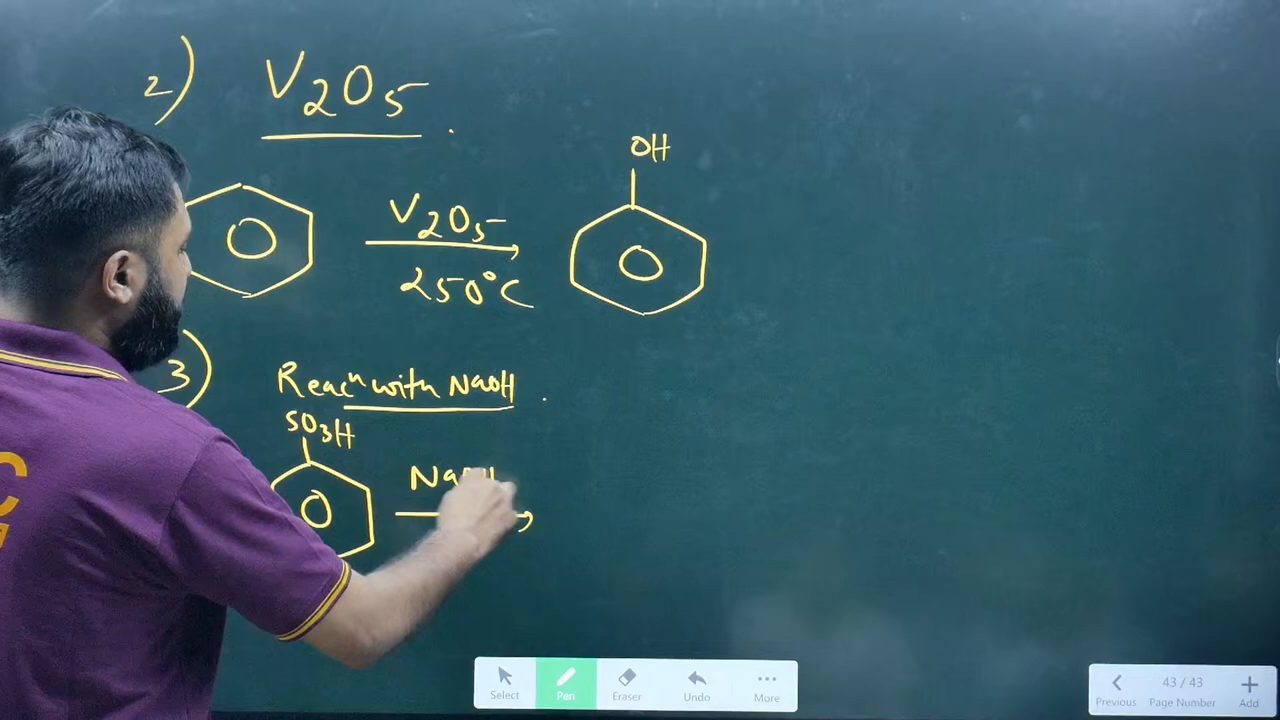 2) V2O5
OH
V2O5
250°C
3) Reacⁿ with NaOH
SO3H
Select Pen Eraser Undo More
43 / 43
Previous Page Number Add